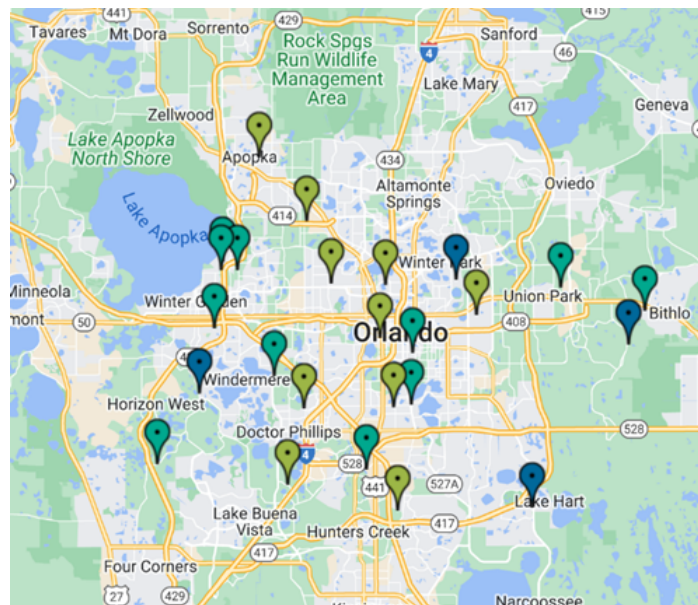 441
429
415
Tavares
Mt Dora
Sorrento
Sanford
Rock Spgs
Run Wildlife
Management
Area
4
46
Lake Mary
417
Geneva
Zellwood
Lake Apopka
North Shore
Apopka
434
Altamonte
Springs
Oviedo
414
Lake Apopka
Winter Park
Minneola
Winter Garden
Union Park
mont
50
Orlando
408
Bithlo
Windermere
Horizon West
528
Doctor Phillips
4
528
441
527A
Lake Hart
Lake Buena
Vista
Hunters Creek
417
417
Four Corners
27
429
Narcoossee